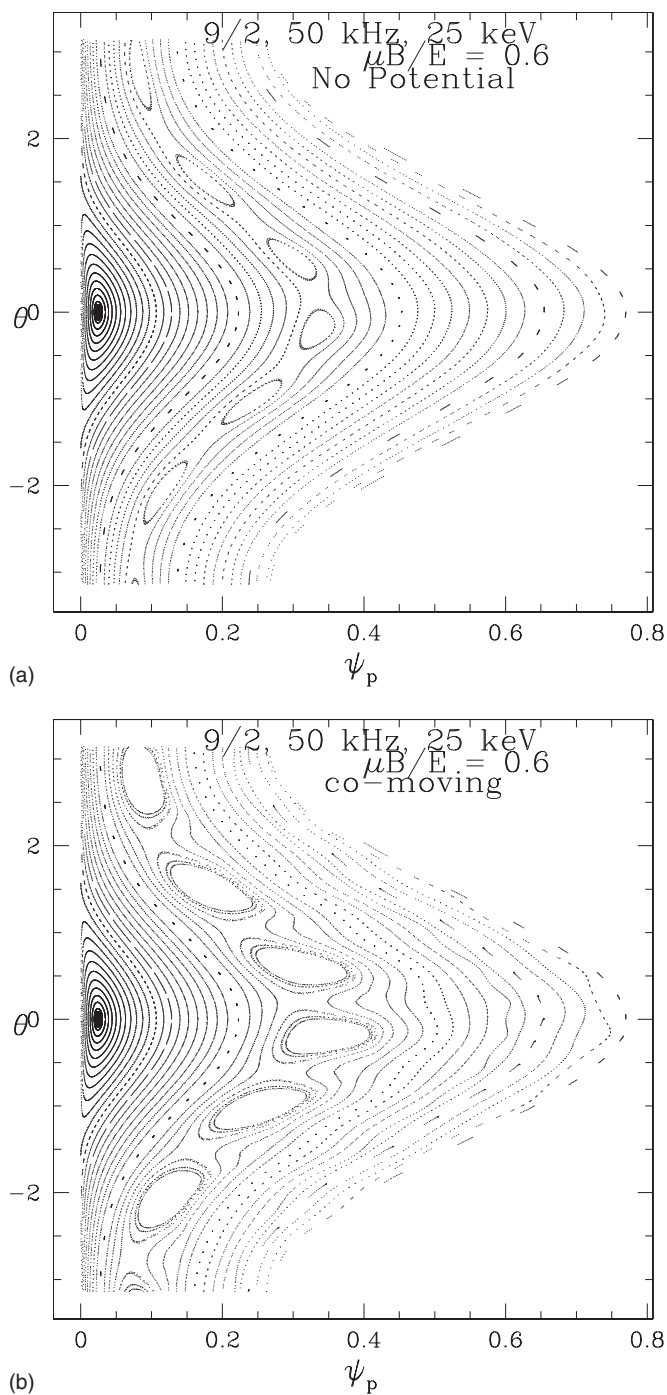 9/2, 50 kHz, 25 keV
μB/E = 0.6
No Potential
2
θ 0
−2
0 0.2 0.4 0.6 0.8
ψp
(a)
9/2, 50 kHz, 25 keV
μB/E = 0.6
co−moving
2
θ 0
−2
0 0.2 0.4 0.6 0.8
ψp
(b)